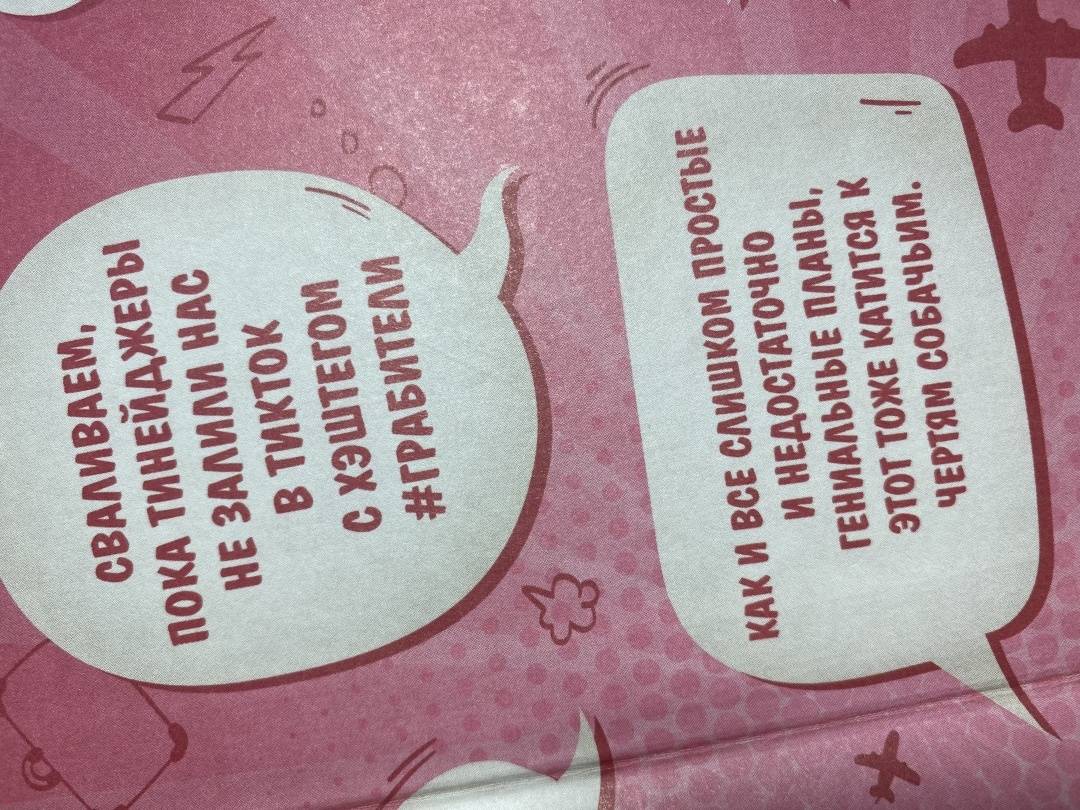 СВАЛИВАЕМ,
ПОКА ТИНЕЙДЖЕРЫ
НЕ ЗАЛИЛИ НАС
В ТИКТОК
С ХЭШТЕГОМ
#ГРАБИТЕЛИ
КАК И ВСЕ СЛИШКОМ ПРОСТЫЕ
И НЕДОСТАТОЧНО
ГЕНИАЛЬНЫЕ ПЛАНЫ,
ЭТОТ ТОЖЕ КАТИТСЯ К
ЧЕРТЯМ СОБАЧЬИМ.